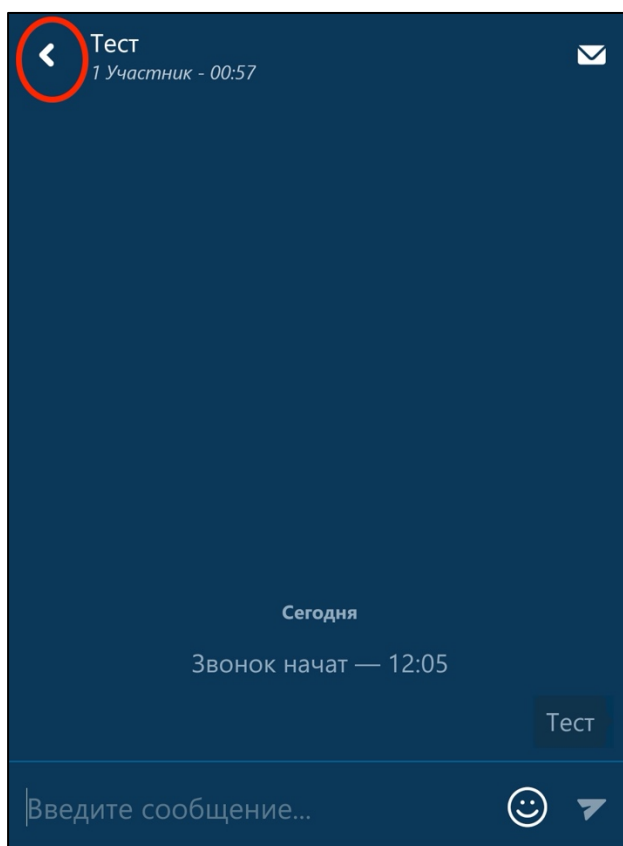 Тест
1 Участник - 00:57
Сегодня
Звонок начат — 12:05
Тест
Введите сообщение...